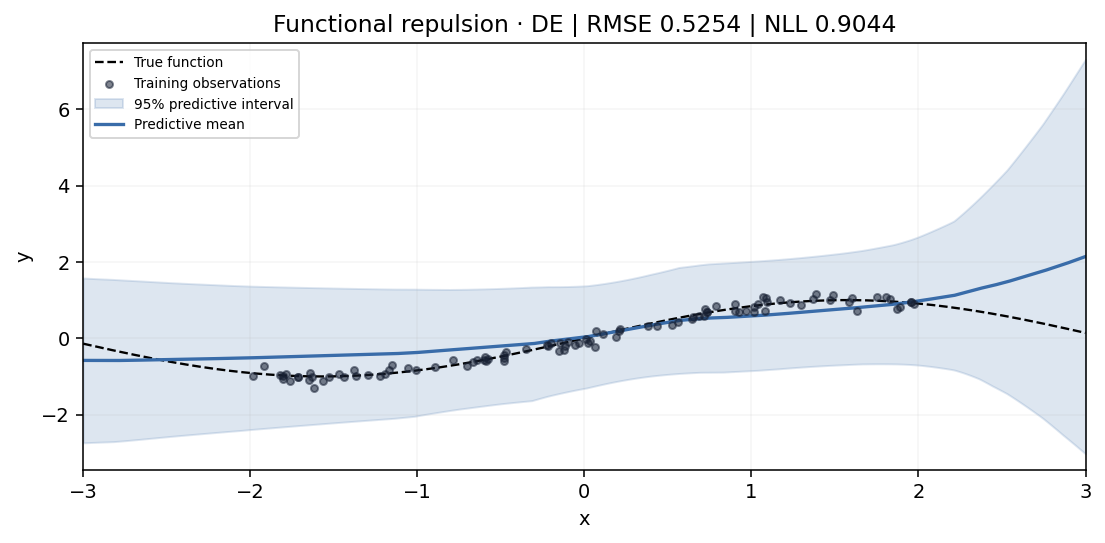 Functional repulsion · DE | RMSE 0.5254 | NLL 0.9044
True function
Training observations
95% predictive interval
Predictive mean
y
6
4
2
0
−2
−3
−2
−1
0
1
2
3
x